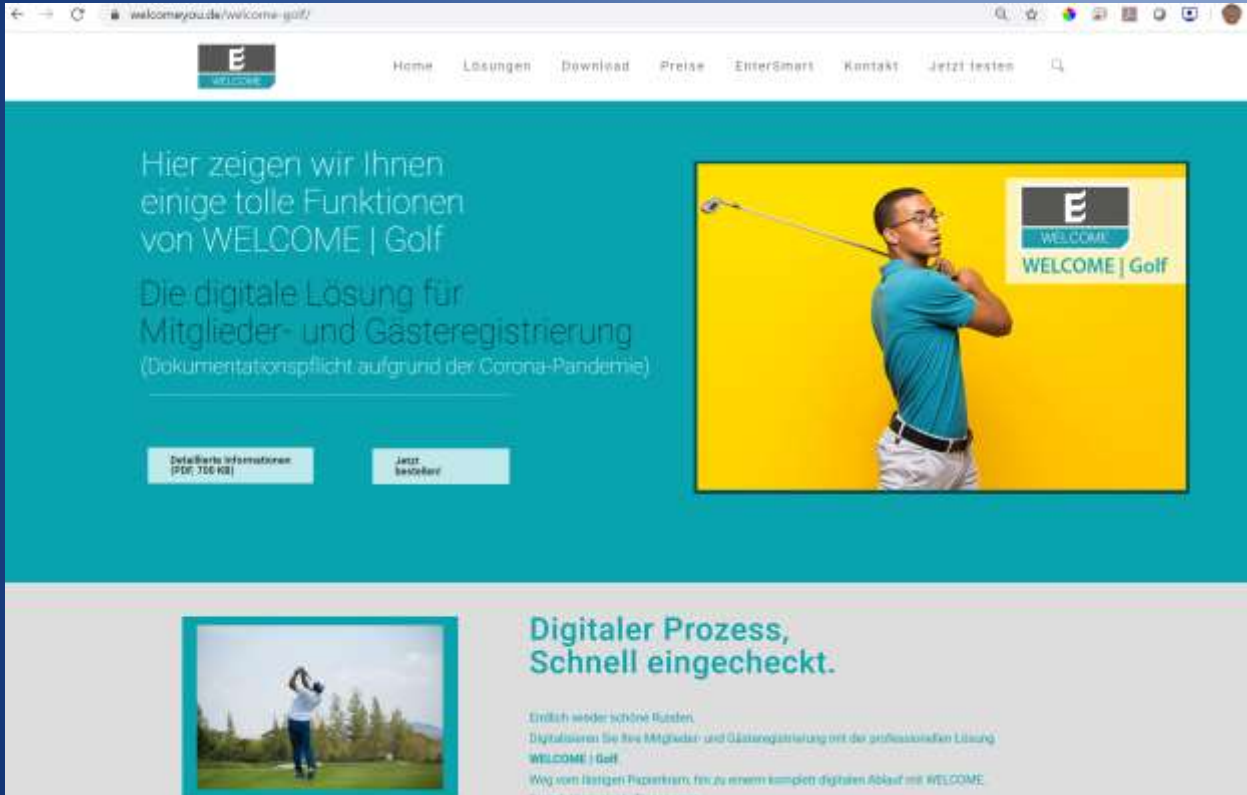 welcomeyou.de/welcome-golf/
E
WELCOME
Home Lösungen Download Preise EnterSmart Kontakt Jetzt testen
Hier zeigen wir Ihnen
einige tolle Funktionen
von WELCOME | Golf
Die digitale Lösung für
Mitglieder- und Gästeregistrierung
(Dokumentationspflicht aufgrund der Corona-Pandemie)
Detaillierte Informationen
(PDF, 700 KB)
Jetzt
bestellen!
E
WELCOME
WELCOME | Golf
Digitaler Prozess,
Schnell eingecheckt.
Endlich wieder schöne Runden.
Digitalisieren Sie Ihre Mitglieder- und Gästeregistrierung mit der professionellen Lösung
WELCOME | Golf
Weg vom lästigen Papierkram, hin zu einem komplett digitalen Ablauf mit WELCOME.